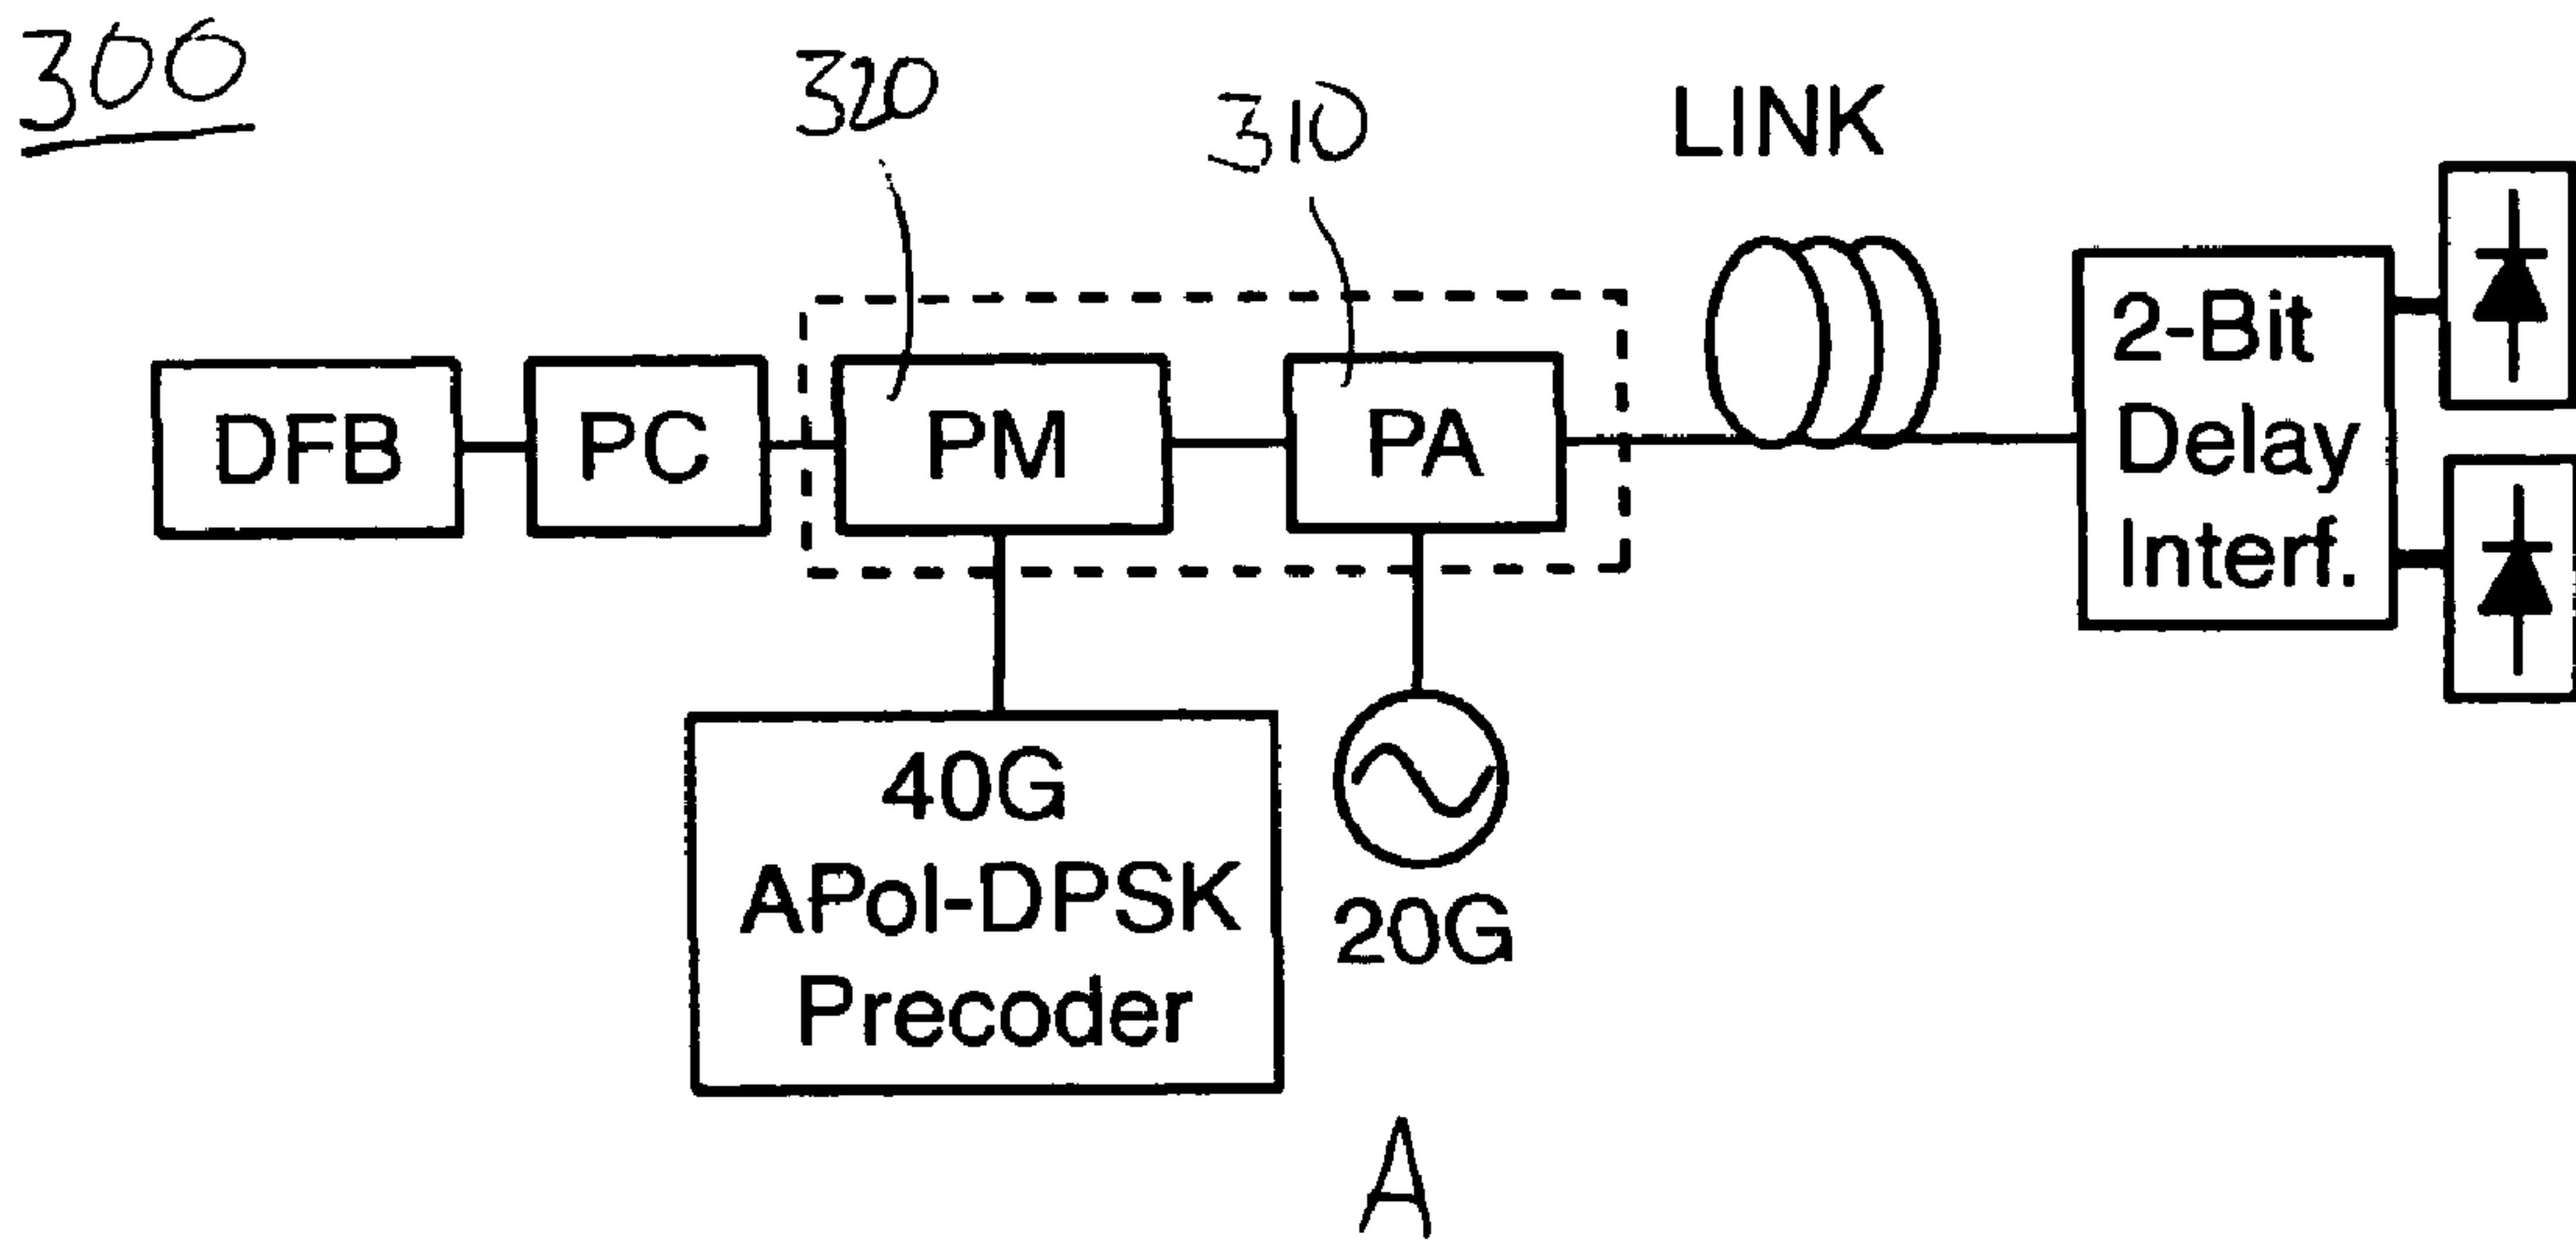 300
320
310
LINK
DFB
PC
PM
PA
2-Bit
Delay
Interf.
40G
APol-DPSK
Precoder
20G
A